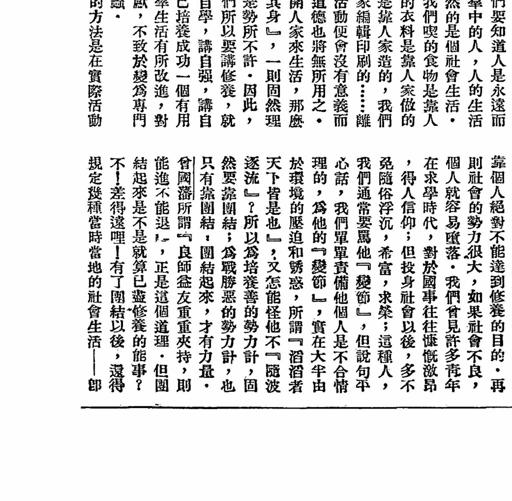 們要知道人是永遠而
羣中的人，人的生活
然的是個社會生活．
我們喫的食物是靠人
的衣料是靠人家做的
是靠人家造的，我們
家編輯印刷的……離
活動便會沒有意義而
道德也將無所用之．
開人家來生活，那麼
其身』，一則固然理
是勢所不許．因此，
們所以要講修養，就
自學，講自强，講自
己培養成功一個有用
羣生活有所改進，對
獻，不致於變爲專門
蟲．
的方法是在實際活動
靠個人絕對不能達到修養的目的．再
則社會的勢力很大，如果社會不良，
個人就容易墮落．我們曾見許多青年
在求學時代，對於國事往往慷慨激昂
，得人信仰；但投身社會以後，多不
免隨俗浮沉，希富，求榮；這種人，
我們通常要駡他『變節』，但說句平
心話，我們單單責備他個人是不合情
理的，爲他的『變節』，實在大半由
於環境的壓迫和誘惑，所謂『滔滔者
天下皆是也』，又怎能怪他不『隨波
逐流』？所以爲培養善的勢力計，固
然要靠團結；爲戰勝惡的勢力計，也
只有靠團結．團結起來，才有力量．
曾國藩所謂『良師益友重重夾持，則
能進不能退』，正是這個道理．但團
結起來是不是就算已盡修養的能事？
不！差得遠哩！有了團結以後，還得
規定幾種當時當地的社會生活——卽